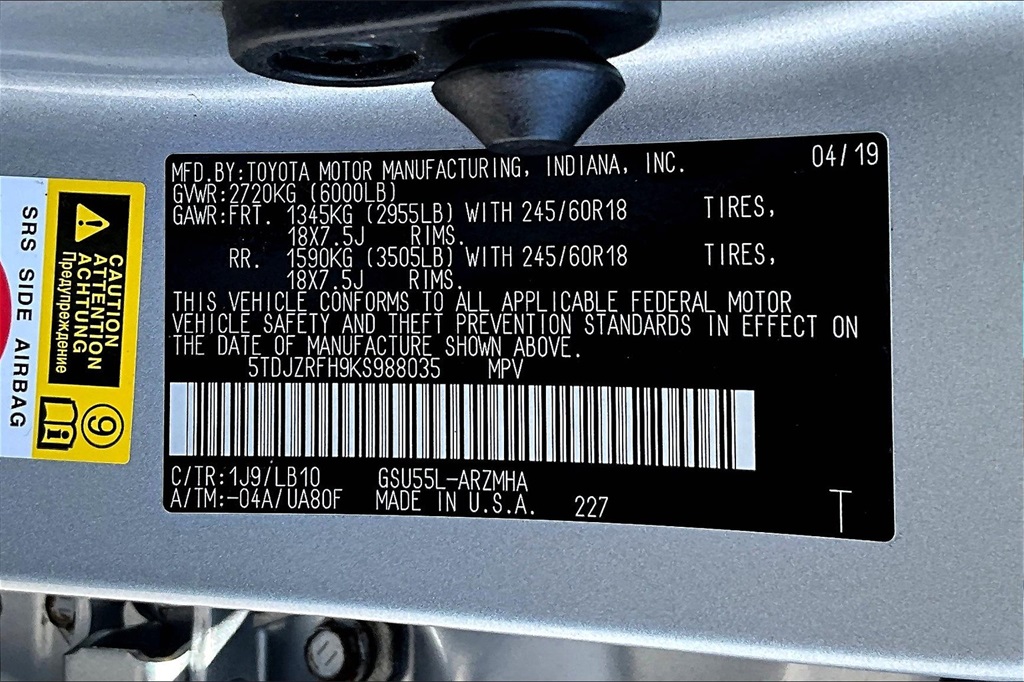 MFD.BY:TOYOTA MOTOR MANUFACTURING, INDIANA, INC. 04/19
GVWR:2720KG (6000LB)
GAWR:FRT. 1345KG (2955LB) WITH 245/60R18 TIRES,
18X7.5J RIMS.
RR. 1590KG (3505LB) WITH 245/60R18 TIRES,
18X7.5J RIMS.
THIS VEHICLE CONFORMS TO ALL APPLICABLE FEDERAL MOTOR
VEHICLE SAFETY AND THEFT PREVENTION STANDARDS IN EFFECT ON
THE DATE OF MANUFACTURE SHOWN ABOVE.
5TDJZRFH9KS988035 MPV
C/TR:1J9/LB10 GSU55L-ARZMHA
A/TM:-04A/UA80F MADE IN U.S.A. 227
T
CAUTION
ATTENTION
ACHTUNG
Предупреждение
SRS SIDE AIRBAG
9
i